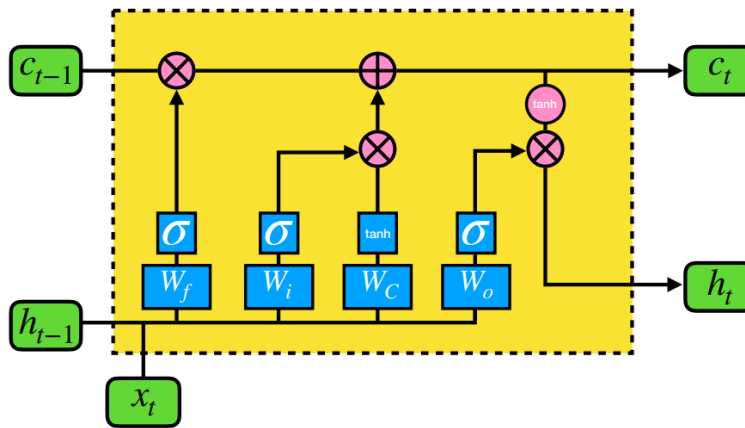 c_{t-1} c_t
tanh
σ σ tanh σ
W_f W_i W_C W_o
h_t
h_{t-1}
x_t